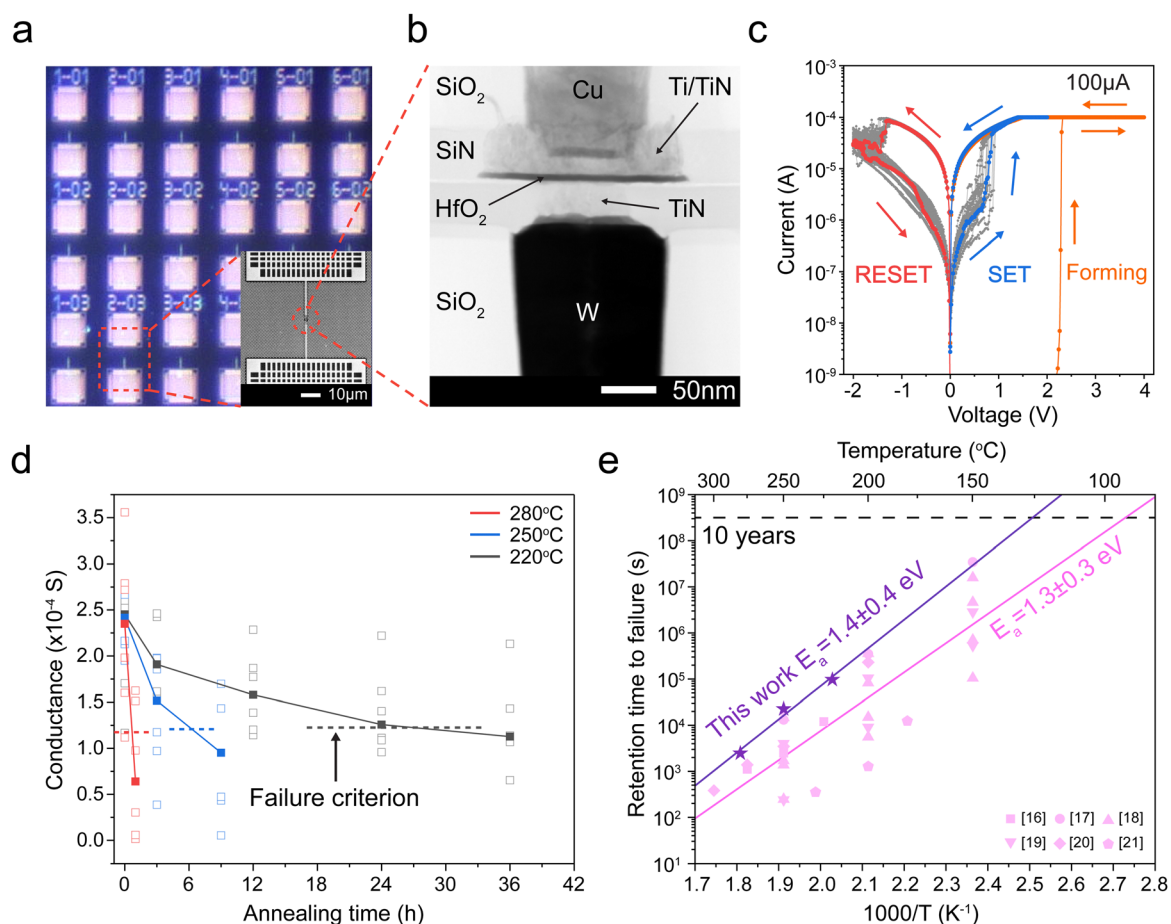 a
1-01 2-01 3-01 4-01 5-01 6-01
1-02 2-02 3-02 4-02 5-02 6-02
1-03 2-03 3-03
10μm
b
SiO2
Cu
Ti/TiN
SiN
HfO2
TiN
SiO2
W
50nm
c
100μA
RESET
SET
Forming
Current (A)
10-3
10-4
10-5
10-6
10-7
10-8
10-9
-2 -1 0 1 2 3 4
Voltage (V)
d
280oC
250oC
220oC
Failure criterion
Conductance (x10-4 S)
3.5
3.0
2.5
2.0
1.5
1.0
0.5
0.0
0 6 12 18 24 30 36 42
Annealing time (h)
e
Temperature (oC)
300 250 200 150 100
10 years
This work Ea=1.4±0.4 eV
Ea=1.3±0.3 eV
[16] [17] [18]
[19] [20] [21]
Retention time to failure (s)
109
108
107
106
105
104
103
102
101
1.7 1.8 1.9 2.0 2.1 2.2 2.3 2.4 2.5 2.6 2.7 2.8
1000/T (K-1)